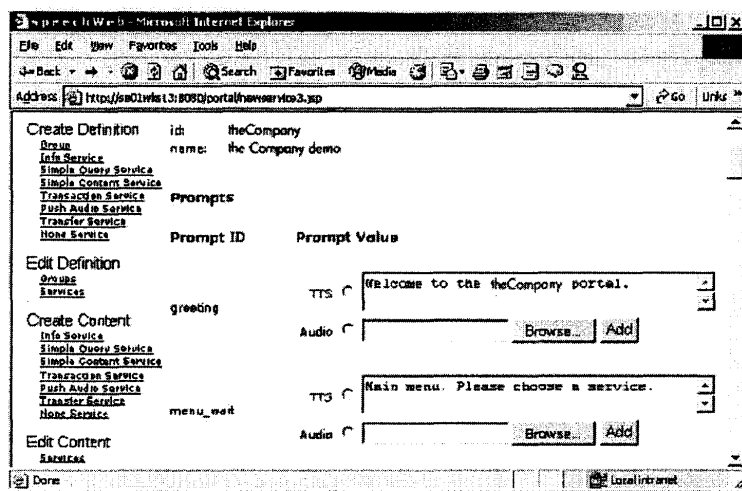 speechWeb - Microsoft Internet Explorer
File Edit View Favorites Tools Help
Back Search Favorites Media
Address http://se01wks13:8080/portal/newservice3.jsp Go Links »
Create Definition
Group
Info Service
Simple Query Service
Simple Content Service
Transaction Service
Push Audio Service
Transfer Service
None Service
Edit Definition
Groups
Services
Create Content
Info Service
Simple Query Service
Simple Content Service
Transaction Service
Push Audio Service
Transfer Service
None Service
Edit Content
Services
id: theCompany
name: the Company demo
Prompts
Prompt ID Prompt Value
greeting
TTS Welcome to the theCompany portal.
Audio Browse... Add
menu_wait
TTS Main menu. Please choose a service.
Audio Browse... Add
Done Local intranet